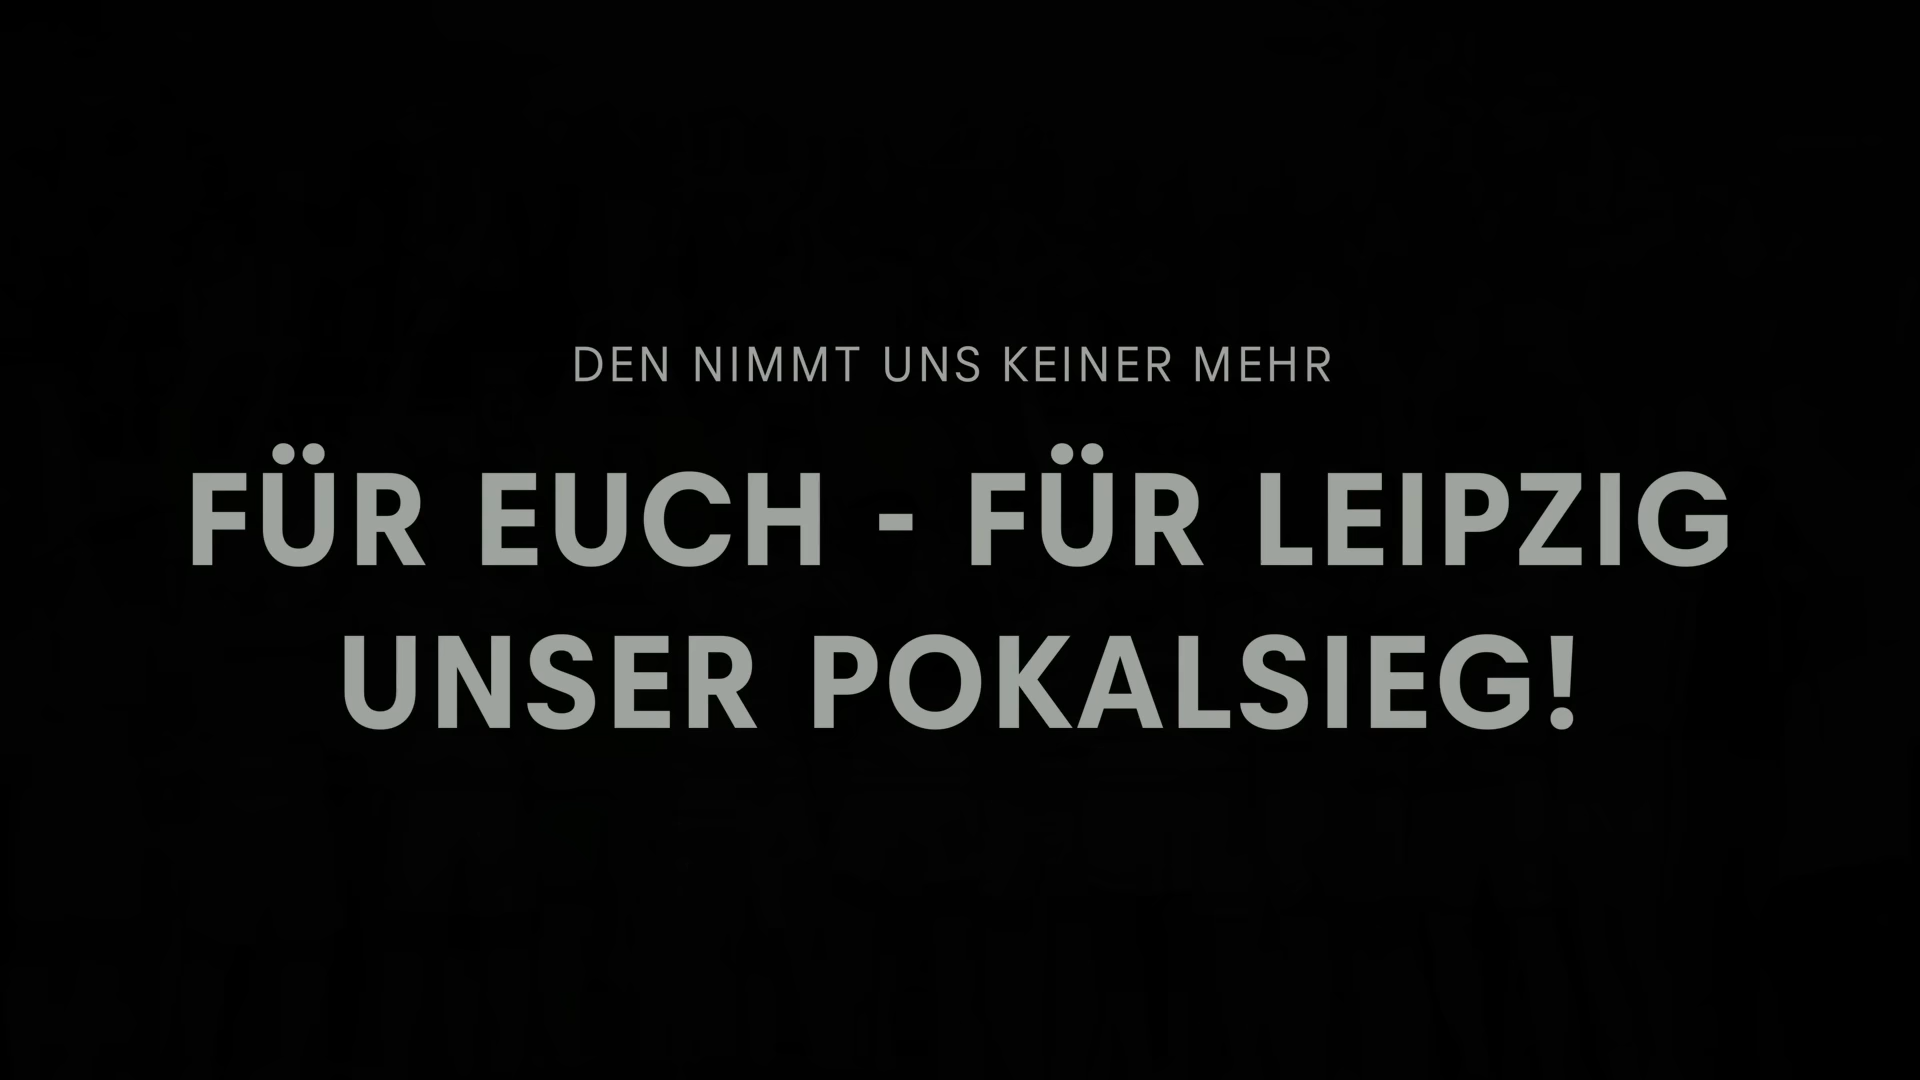 DEN NIMMT UNS KEINER MEHR
FÜR EUCH - FÜR LEIPZIG
UNSER POKALSIEG!